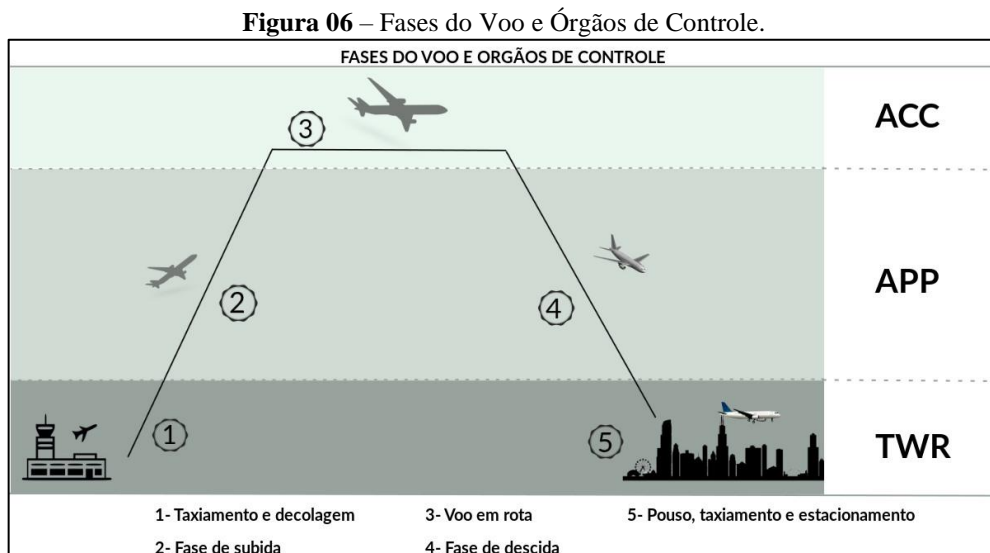 Figura 06 – Fases do Voo e Órgãos de Controle.
FASES DO VOO E ORGÃOS DE CONTROLE
ACC
3
APP
2
4
1
5
TWR
1- Taxiamento e decolagem
3- Voo em rota
5- Pouso, taxiamento e estacionamento
2- Fase de subida
4- Fase de descida